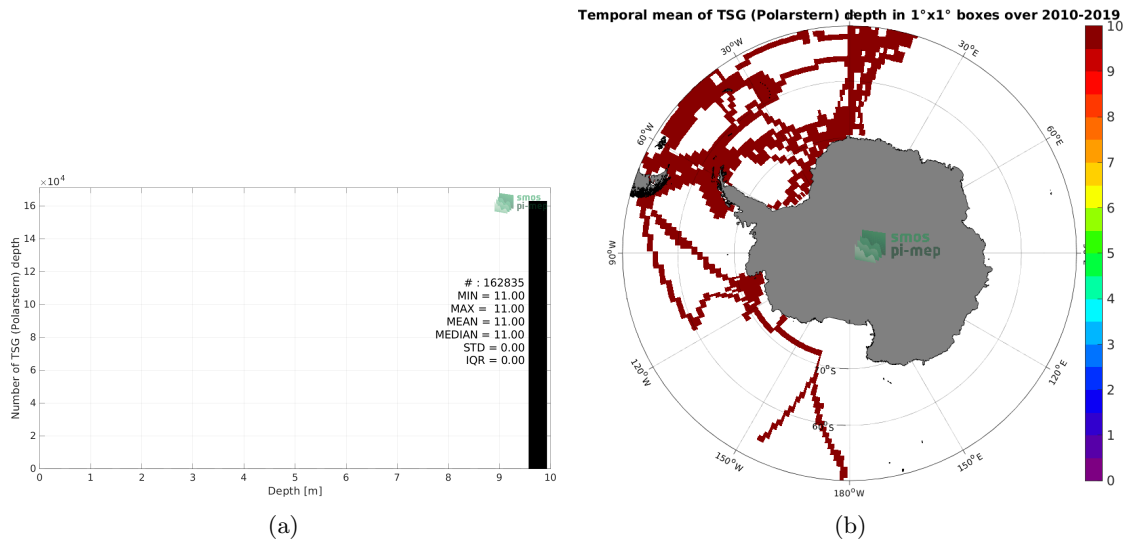 ×10⁴
16
14
12
10
8
6
4
2
0
Number of TSG (Polarstern) depth
smos
pi-mep
# : 162835
MIN = 11.00
MAX = 11.00
MEAN = 11.00
MEDIAN = 11.00
STD = 0.00
IQR = 0.00
0 1 2 3 4 5 6 7 8 9 10
Depth [m]
(a)
Temporal mean of TSG (Polarstern) depth in 1°x1° boxes over 2010-2019
30°W
30°E
60°W
60°E
90°W
smos
pi-mep
120°W
120°E
70°S
60°S
150°W
150°E
180°W
10
9
8
7
6
5
4
3
2
1
0
(b)